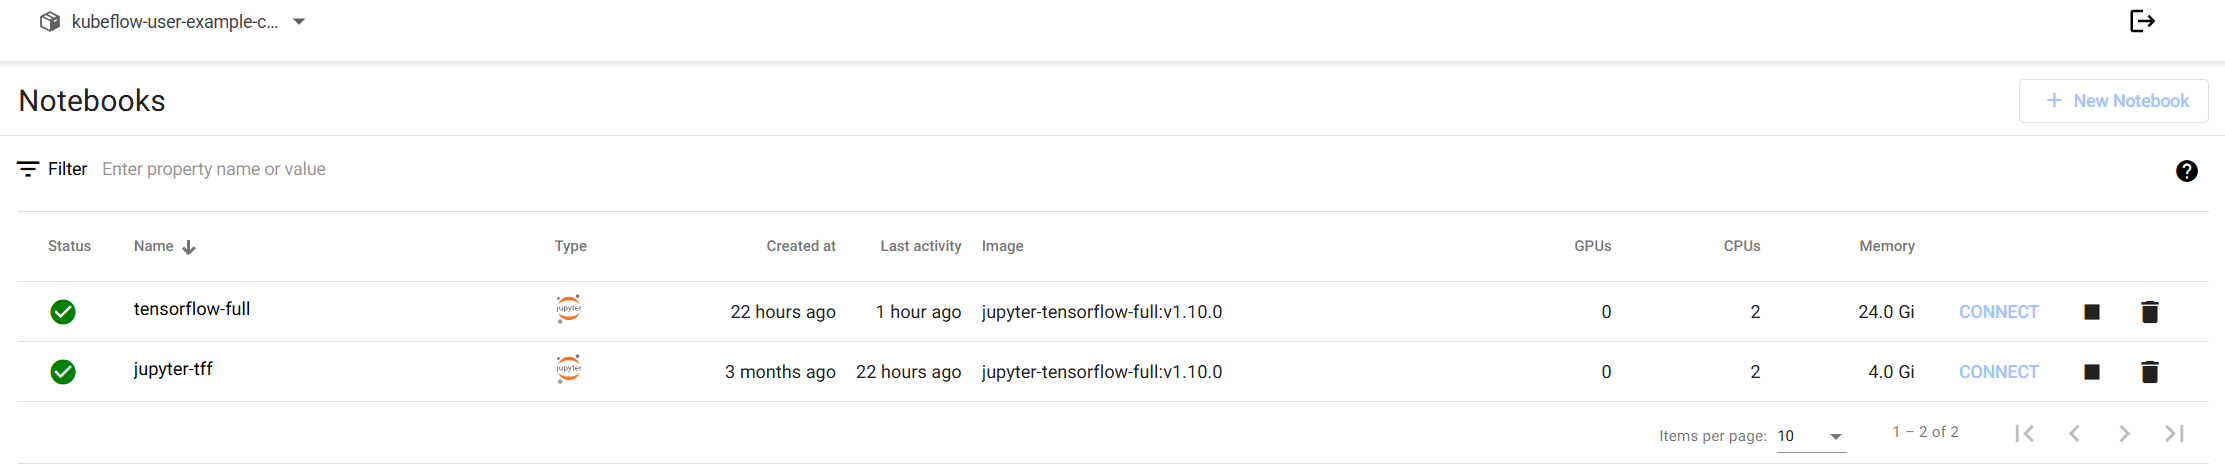 kubeflow-user-example-c...
Notebooks
+ New Notebook
Filter Enter property name or value
Status Name Type Created at Last activity Image GPUs CPUs Memory
tensorflow-full jupyter 22 hours ago 1 hour ago jupyter-tensorflow-full:v1.10.0 0 2 24.0 Gi CONNECT
jupyter-tff jupyter 3 months ago 22 hours ago jupyter-tensorflow-full:v1.10.0 0 2 4.0 Gi CONNECT
Items per page: 10 1 – 2 of 2